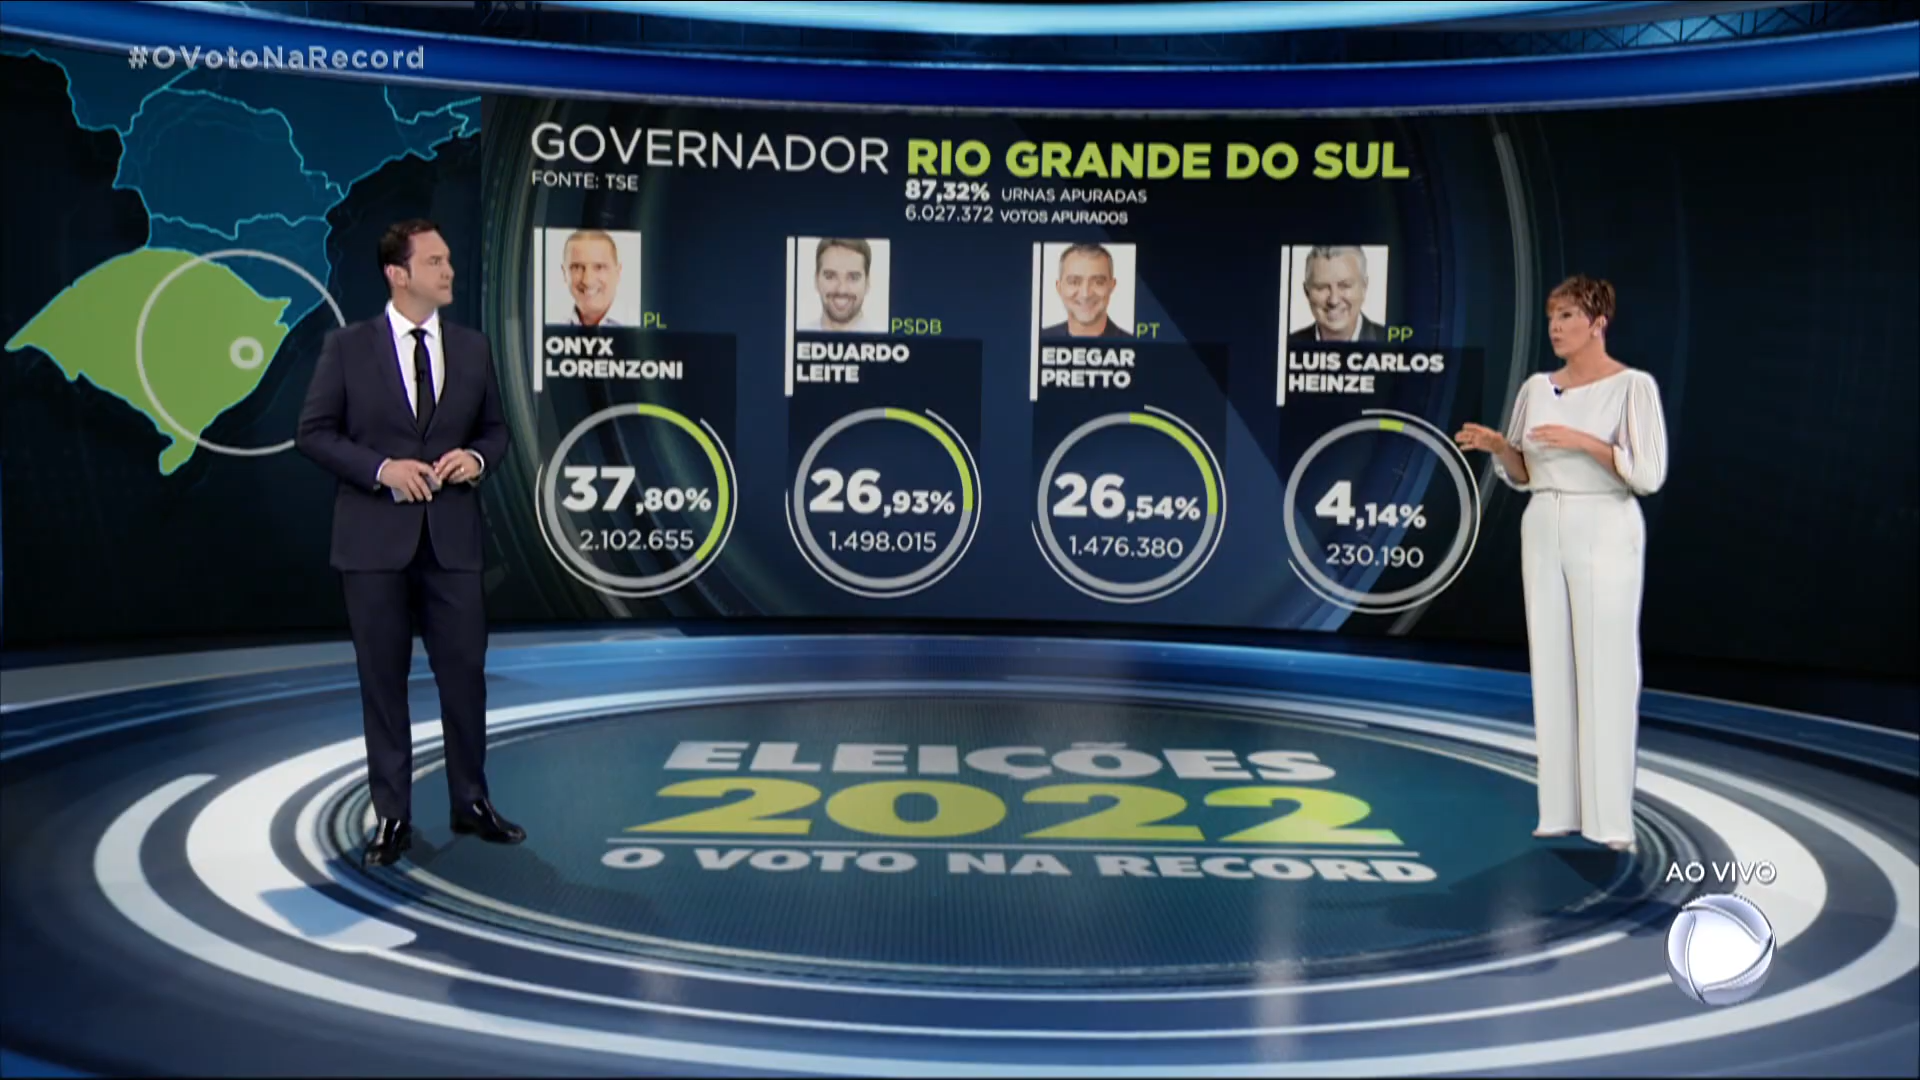 #OVotoNaRecord
GOVERNADOR RIO GRANDE DO SUL
FONTE: TSE
87,32% URNAS APURADAS
6.027.372 VOTOS APURADOS
PL
ONYX
LORENZONI
37,80%
2.102.655
PSDB
EDUARDO
LEITE
26,93%
1.498.015
PT
EDEGAR
PRETTO
26,54%
1.476.380
PP
LUIS CARLOS
HEINZE
4,14%
230.190
ELEIÇÕES
2022
O VOTO NA RECORD
AO VIVO